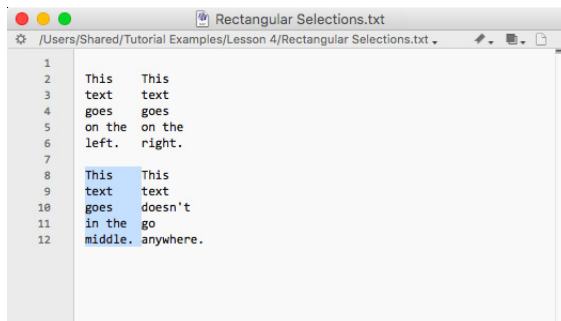 Rectangular Selections.txt
/Users/Shared/Tutorial Examples/Lesson 4/Rectangular Selections.txt
1
2 This This
3 text text
4 goes goes
5 on the on the
6 left. right.
7
8 This This
9 text text
10 goes doesn't
11 in the go
12 middle. anywhere.